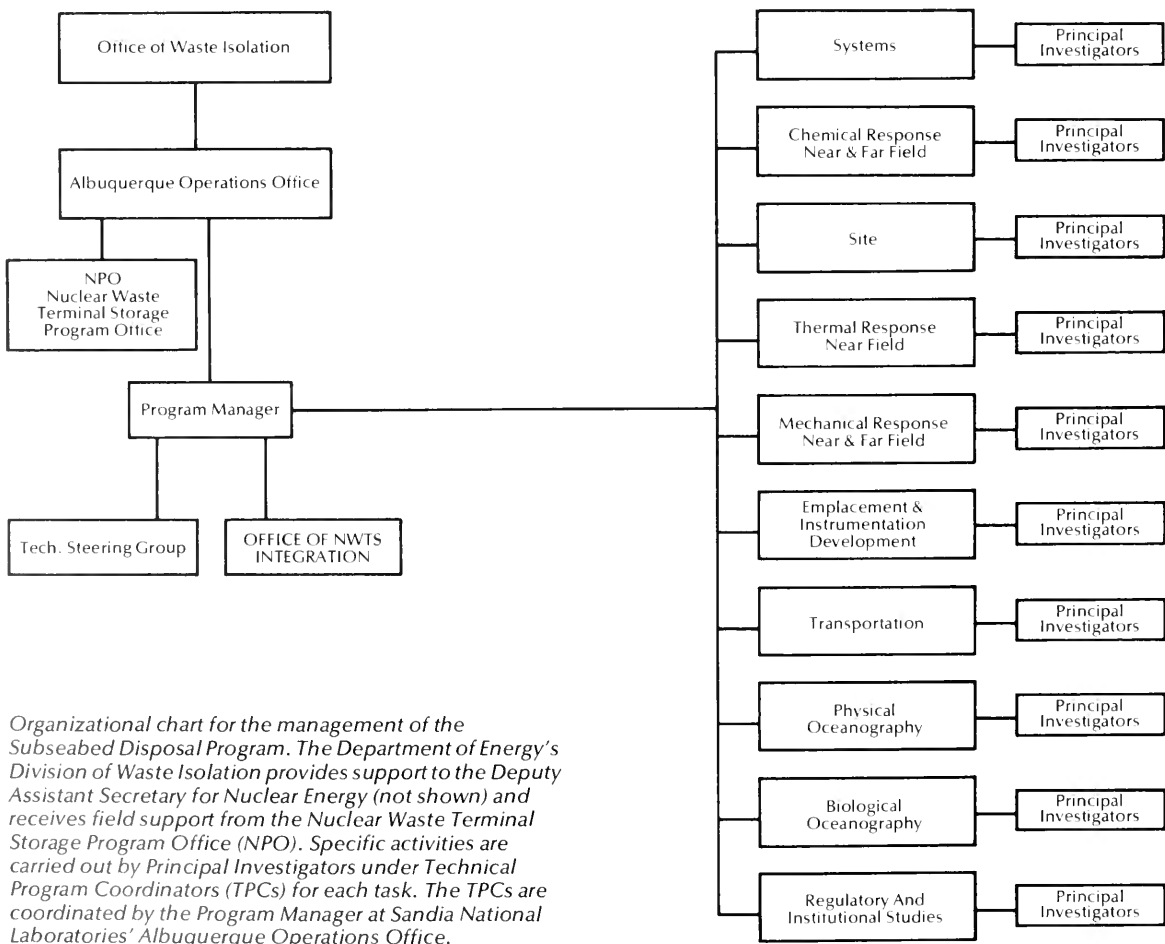 Office of Waste Isolation
Albuquerque Operations Office
NPO
Nuclear Waste
Terminal Storage
Program Office
Program Manager
Tech. Steering Group
OFFICE OF NWTS
INTEGRATION
Systems
Principal
Investigators
Chemical Response
Near & Far Field
Principal
Investigators
Site
Principal
Investigators
Thermal Response
Near Field
Principal
Investigators
Mechanical Response
Near & Far Field
Principal
Investigators
Emplacement &
Instrumentation
Development
Principal
Investigators
Transportation
Principal
Investigators
Physical
Oceanography
Principal
Investigators
Biological
Oceanography
Principal
Investigators
Regulatory And
Institutional Studies
Principal
Investigators
Organizational chart for the management of the
Subseabed Disposal Program. The Department of Energy's
Division of Waste Isolation provides support to the Deputy
Assistant Secretary for Nuclear Energy (not shown) and
receives field support from the Nuclear Waste Terminal
Storage Program Office (NPO). Specific activities are
carried out by Principal Investigators under Technical
Program Coordinators (TPCs) for each task. The TPCs are
coordinated by the Program Manager at Sandia National
Laboratories' Albuquerque Operations Office.